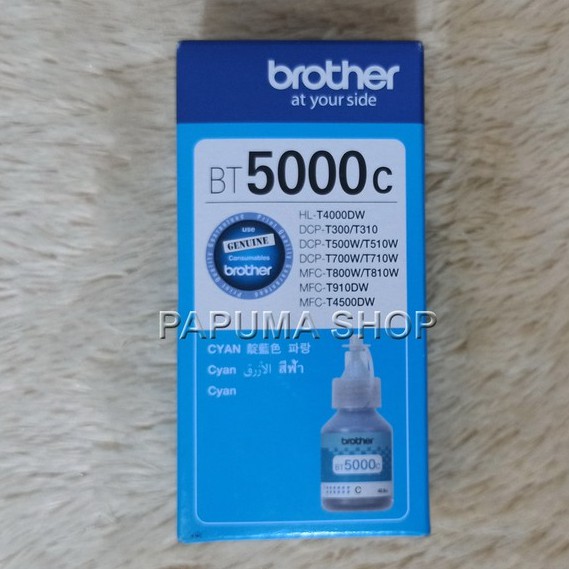 brother
at your side
BT5000C
HL-T4000DW
DCP-T300/T310
DCP-T500W/T510W
DCP-T700W/T710W
MFC-T800W/T810W
MFC-T910DW
MFC-T4500DW
use
GENUINE
Consumables
brother
PAPUMA SHOP
CYAN 靛藍色 파랑
Cyan الأزرق สีฟ้า
Cyan
brother
BT5000C
C